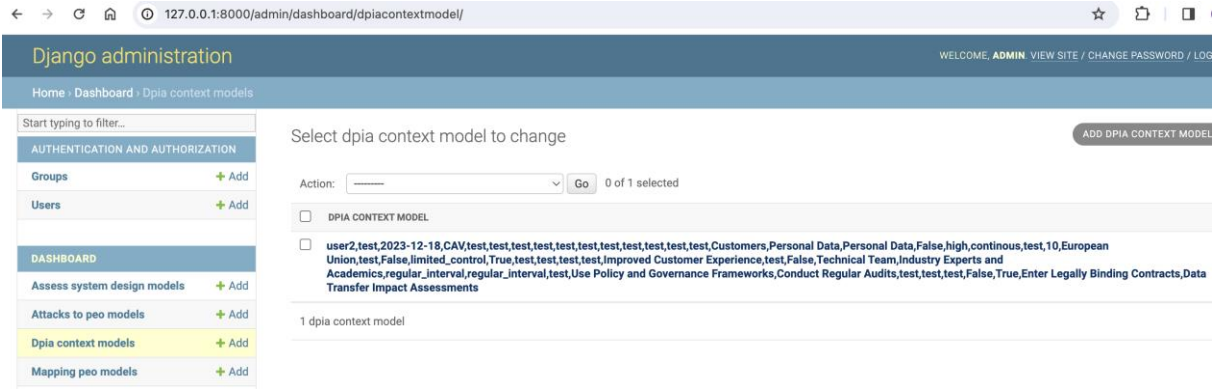 127.0.0.1:8000/admin/dashboard/dpiacontextmodel/
Django administration
WELCOME, ADMIN. VIEW SITE / CHANGE PASSWORD / LOG
Home › Dashboard › Dpia context models
Start typing to filter...
AUTHENTICATION AND AUTHORIZATION
Groups + Add
Users + Add
DASHBOARD
Assess system design models + Add
Attacks to peo models + Add
Dpia context models + Add
Mapping peo models + Add
Select dpia context model to change
ADD DPIA CONTEXT MODEL
Action: --------- Go 0 of 1 selected
DPIA CONTEXT MODEL
user2,test,2023-12-18,CAV,test,test,test,test,test,test,test,test,test,test,test,Customers,Personal Data,Personal Data,False,high,continous,test,10,European
Union,test,False,limited_control,True,test,test,test,test,Improved Customer Experience,test,False,Technical Team,Industry Experts and
Academics,regular_interval,regular_interval,test,Use Policy and Governance Frameworks,Conduct Regular Audits,test,test,test,False,True,Enter Legally Binding Contracts,Data
Transfer Impact Assessments
1 dpia context model